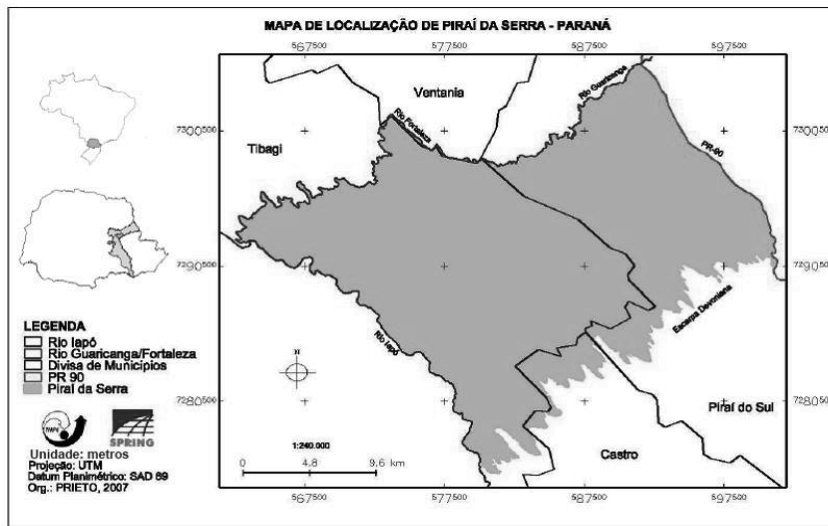 MAPA DE LOCALIZAÇÃO DE PIRAÍ DA SERRA - PARANÁ
567500 577500 587500 597500
Ventania
Rio Guaricanga
Rio Fortaleza
7300500 7300500
Tibagi
PR-90
7290500 7290500
Escarpa Devoniana
LEGENDA
Rio Iapó
Rio Guaricanga/Fortaleza
Divisa de Municípios
PR 90
Piraí da Serra
Rio Iapó
N
7280500 7280500
Piraí do Sul
SPRING
Castro
1:240.000
0 4.8 9.6 km
Unidade: metros
Projeção: UTM
Datum Planimétrico: SAD 69
Org.: PRIETO, 2007
567500 577500 587500 597500